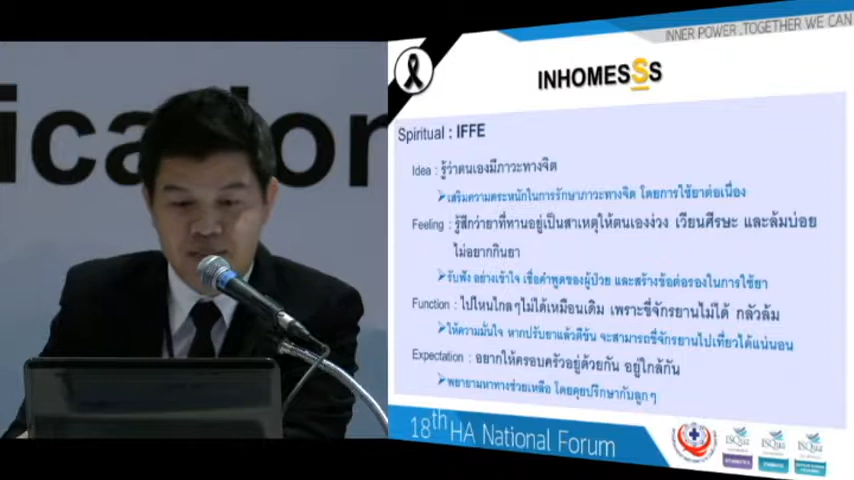 ication
INNER POWER , TOGETHER WE CAN
INHOMESSS
Spiritual : IFFE
Idea : รู้ว่าตนเองมีภาวะทางจิต
เสริมความตระหนักในการรักษาภาวะทางจิต โดยการใช้ยาต่อเนื่อง
Feeling : รู้สึกว่ายาที่ทานอยู่เป็นสาเหตุให้ตนเองง่วง เวียนศีรษะ และล้มบ่อย
ไม่อยากกินยา
รับฟัง อย่างเข้าใจ เชื่อคำพูดของผู้ป่วย และสร้างข้อต่อรองในการใช้ยา
Function : ไปไหนไกลๆไม่ได้เหมือนเดิม เพราะขี่จักรยานไม่ได้ กลัวล้ม
ให้ความมั่นใจ หากปรับยาแล้วดีขึ้น จะสามารถขี่จักรยานไปเที่ยวได้แน่นอน
Expectation : อยากให้ครอบครัวอยู่ด้วยกัน อยู่ใกล้กัน
พยายามหาทางช่วยเหลือ โดยคุยปรึกษากับลูกๆ
18th HA National Forum
ISQua ISQua ISQua